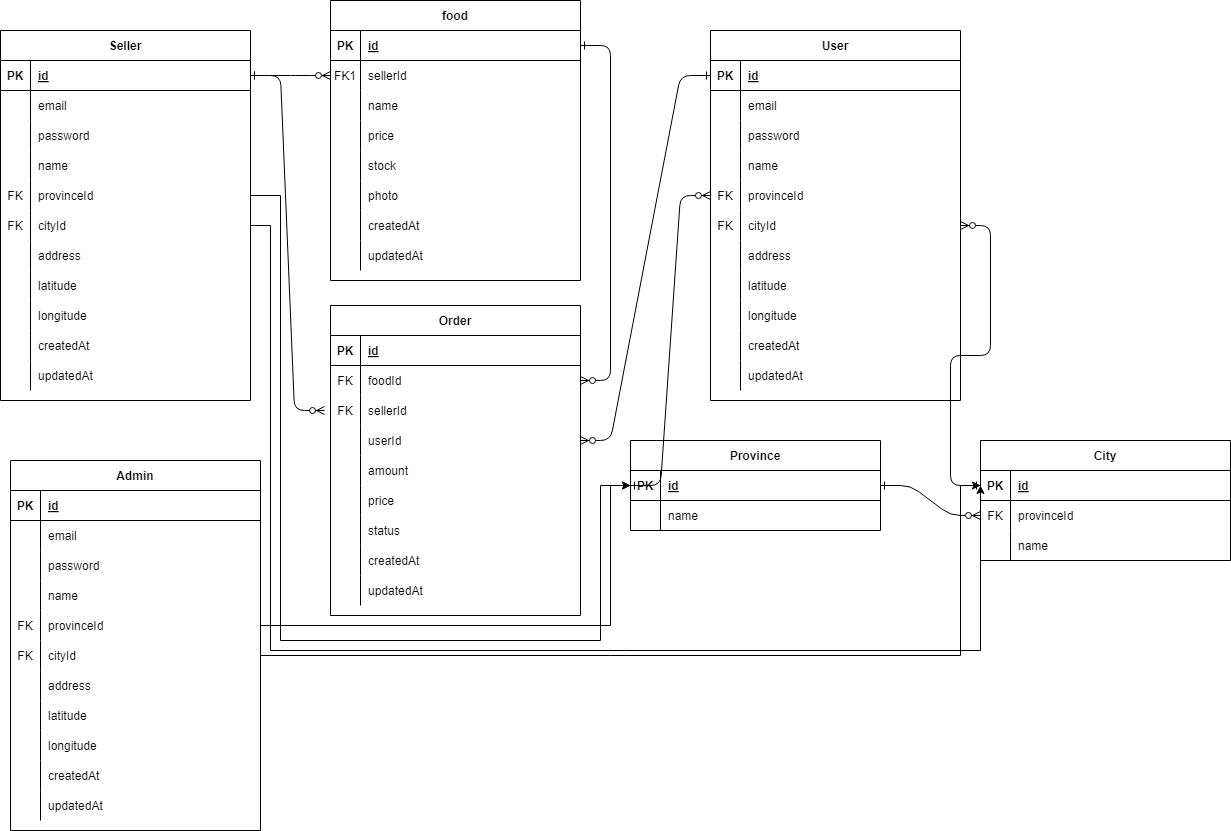 Seller
PK id
email
password
name
FK provinceId
FK cityId
address
latitude
longitude
createdAt
updatedAt
food
PK id
FK1 sellerId
name
price
stock
photo
createdAt
updatedAt
User
PK id
email
password
name
FK provinceId
FK cityId
address
latitude
longitude
createdAt
updatedAt
Order
PK id
FK foodId
FK sellerId
userId
amount
price
status
createdAt
updatedAt
Province
PK id
name
City
PK id
FK provinceId
name
Admin
PK id
email
password
name
FK provinceId
FK cityId
address
latitude
longitude
createdAt
updatedAt